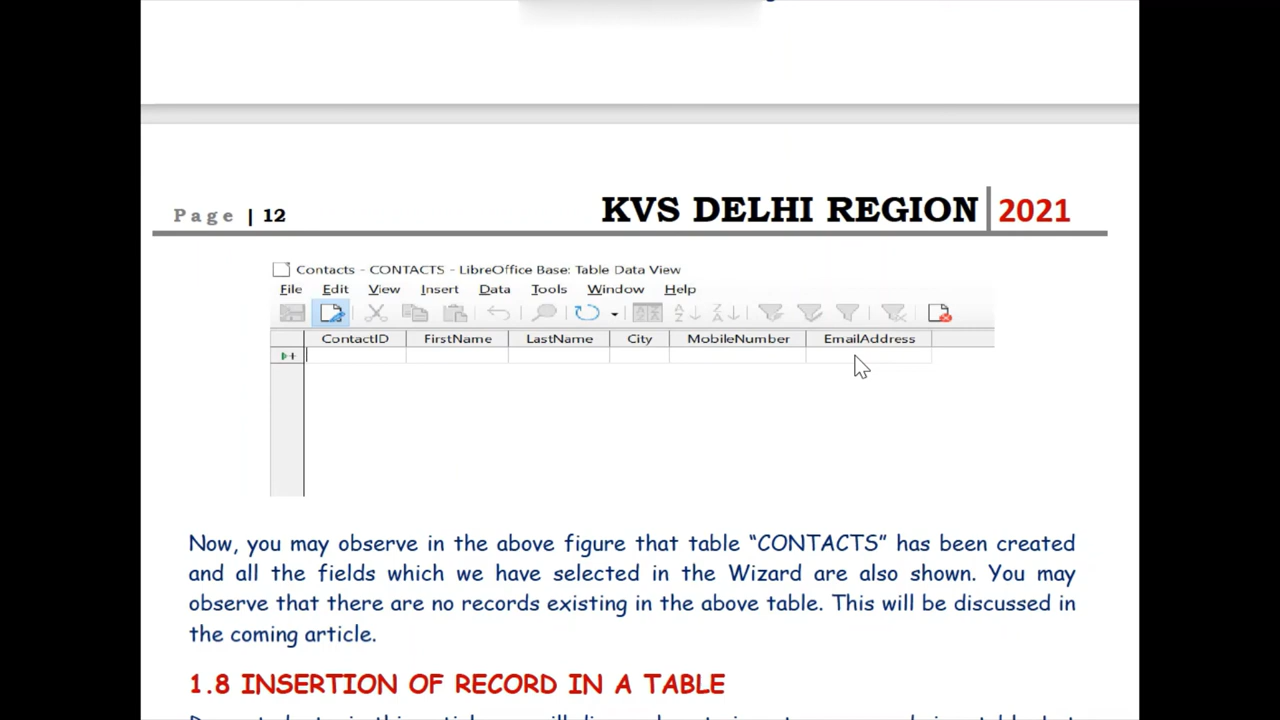 Page | 12
KVS DELHI REGION 2021
Contacts - CONTACTS - LibreOffice Base: Table Data View
File Edit View Insert Data Tools Window Help
ContactID FirstName LastName City MobileNumber EmailAddress
Now, you may observe in the above figure that table “CONTACTS” has been created
and all the fields which we have selected in the Wizard are also shown. You may
observe that there are no records existing in the above table. This will be discussed in
the coming article.
1.8 INSERTION OF RECORD IN A TABLE